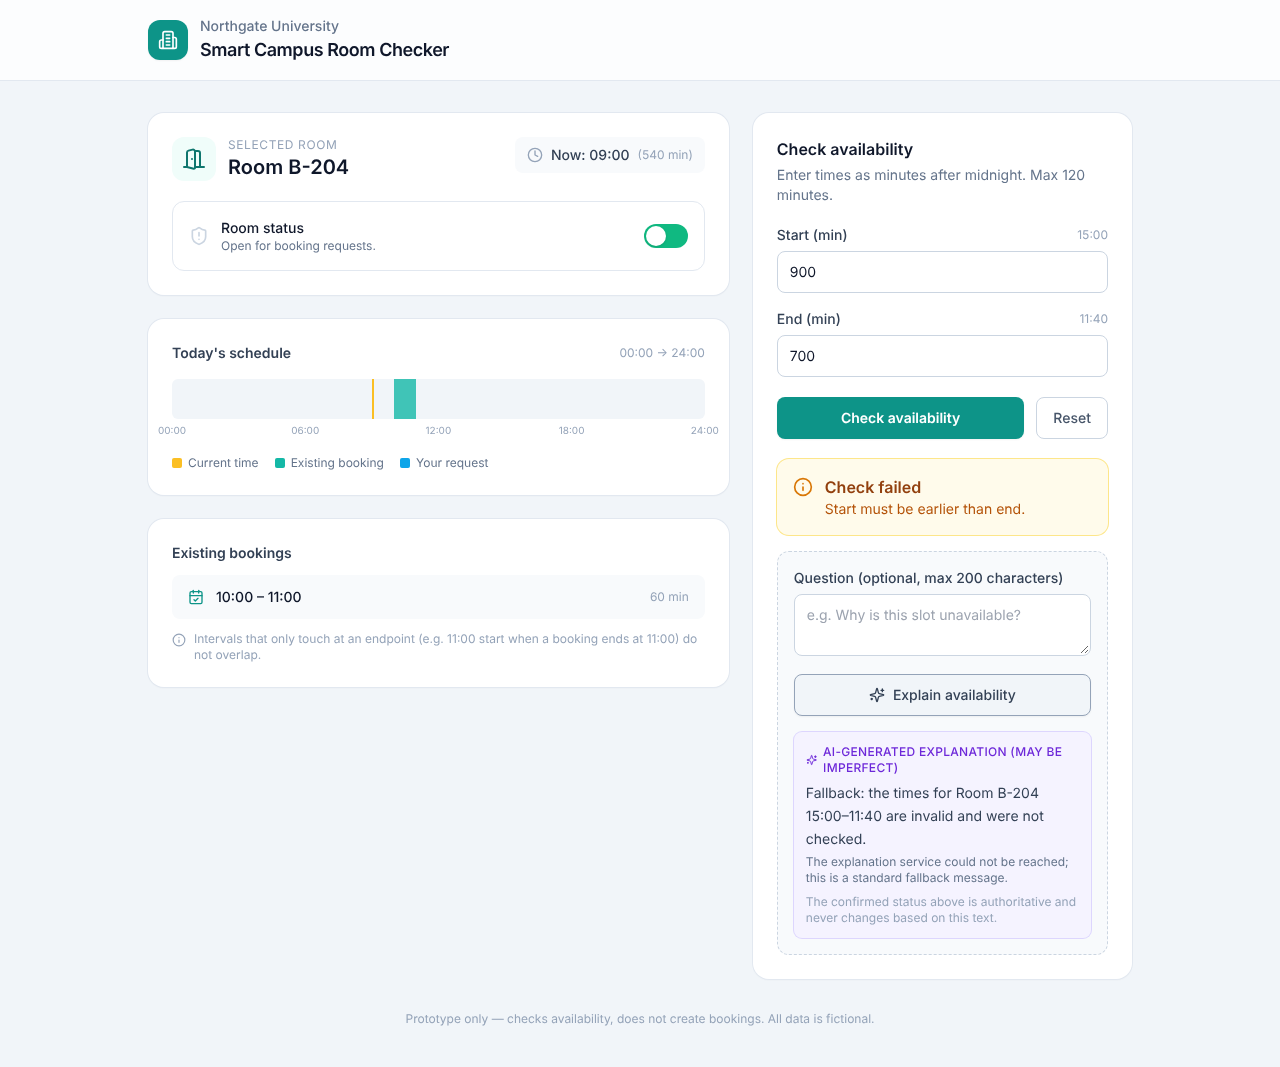 Northgate University
Smart Campus Room Checker
SELECTED ROOM
Room B-204
Now: 09:00 (540 min)
Room status
Open for booking requests.
Today's schedule
00:00 → 24:00
00:00 06:00 12:00 18:00 24:00
Current time Existing booking Your request
Existing bookings
10:00 – 11:00 60 min
Intervals that only touch at an endpoint (e.g. 11:00 start when a booking ends at 11:00) do
not overlap.
Check availability
Enter times as minutes after midnight. Max 120
minutes.
Start (min) 15:00
900
End (min) 11:40
700
Check availability Reset
Check failed
Start must be earlier than end.
Question (optional, max 200 characters)
e.g. Why is this slot unavailable?
Explain availability
AI-GENERATED EXPLANATION (MAY BE
IMPERFECT)
Fallback: the times for Room B-204
15:00–11:40 are invalid and were not
checked.
The explanation service could not be reached;
this is a standard fallback message.
The confirmed status above is authoritative and
never changes based on this text.
Prototype only — checks availability, does not create bookings. All data is fictional.